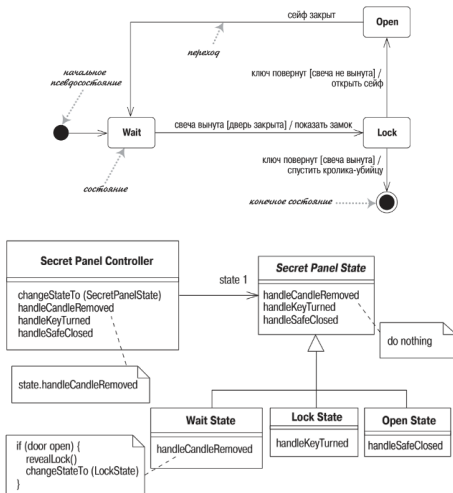 сейф закрыт
Open
переход
начальное
псевдосостояние
ключ повернут [свеча не вынута] /
открыть сейф
Wait
свеча вынута [дверь закрыта] / показать замок
Lock
ключ повернут [свеча вынута] /
спустить кролика-убийцу
состояние
конечное состояние
Secret Panel Controller
changeStateTo (SecretPanelState)
handleCandleRemoved
handleKeyTurned
handleSafeClosed
state 1
Secret Panel State
handleCandleRemoved
handleKeyTurned
handleSafeClosed
do nothing
state.handleCandleRemoved
Wait State
handleCandleRemoved
Lock State
handleKeyTurned
Open State
handleSafeClosed
if (door open) {
revealLock()
changeStateTo (LockState)
}